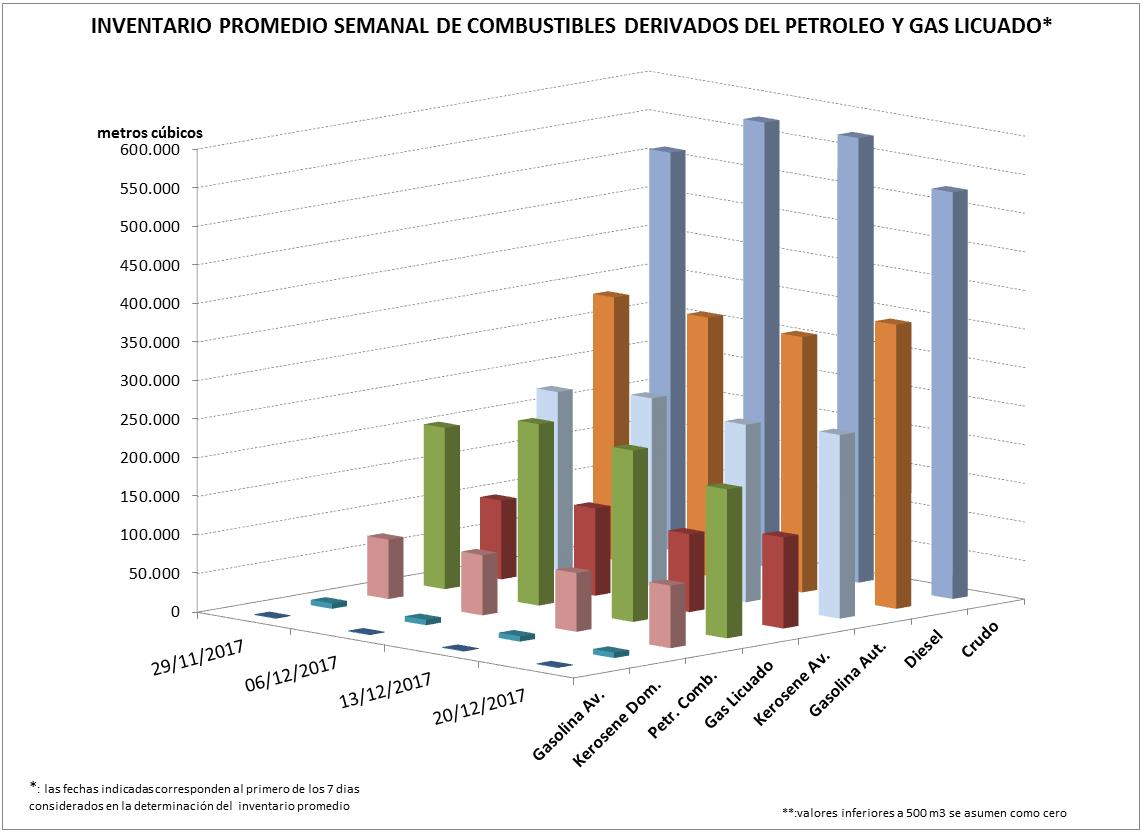 INVENTARIO PROMEDIO SEMANAL DE COMBUSTIBLES DERIVADOS DEL PETROLEO Y GAS LICUADO*
metros cúbicos
600.000
550.000
500.000
450.000
400.000
350.000
300.000
250.000
200.000
150.000
100.000
50.000
0
29/11/2017
06/12/2017
13/12/2017
20/12/2017
Gasolina Av.
Kerosene Dom.
Petr. Comb.
Gas Licuado
Kerosene Av.
Gasolina Aut.
Diesel
Crudo
*: las fechas indicadas corresponden al primero de los 7 dias
considerados en la determinación del inventario promedio
**:valores inferiores a 500 m3 se asumen como cero